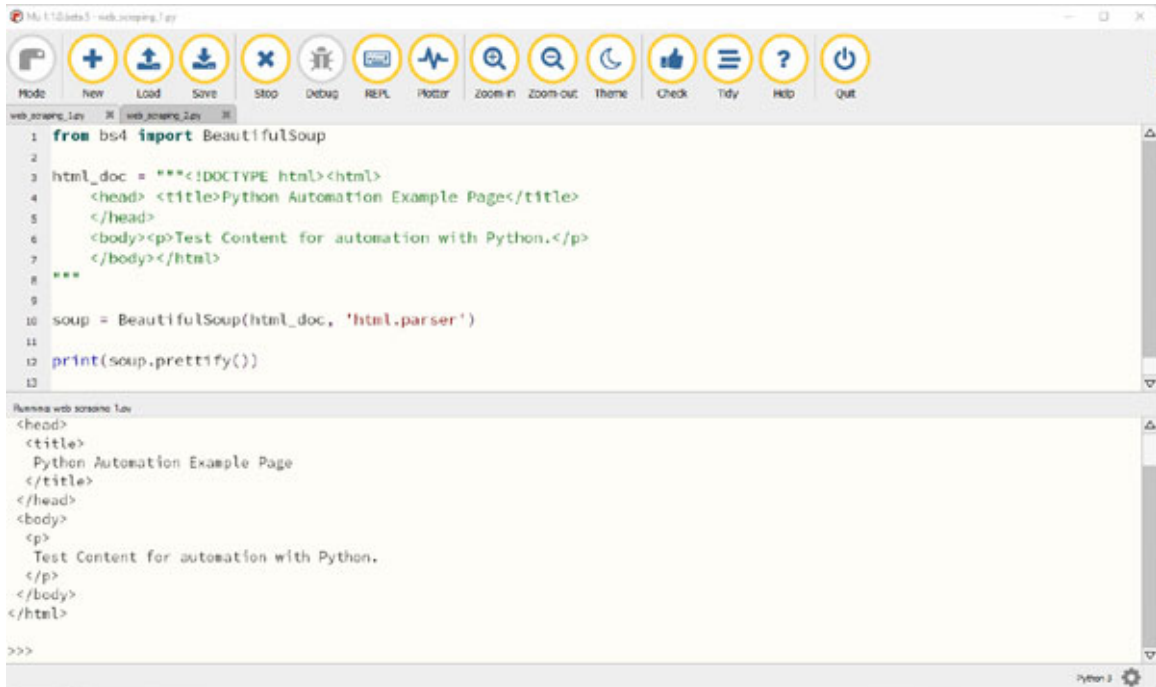 Mu 1.1.0.beta3 - web_scraping_1.py
Mode New Load Save Stop Debug REPL Plotter Zoom-in Zoom-out Theme Check Tidy Help Quit
web_scraping_1.py web_scraping_2.py
1 from bs4 import BeautifulSoup
2
3 html_doc = """<!DOCTYPE html><html>
4 <head> <title>Python Automation Example Page</title>
5 </head>
6 <body><p>Test Content for automation with Python.</p>
7 </body></html>
8 """
9
10 soup = BeautifulSoup(html_doc, 'html.parser')
11
12 print(soup.prettify())
13
Running: web_scraping_1.py
<head>
<title>
Python Automation Example Page
</title>
</head>
<body>
<p>
Test Content for automation with Python.
</p>
</body>
</html>
>>>
Python 3